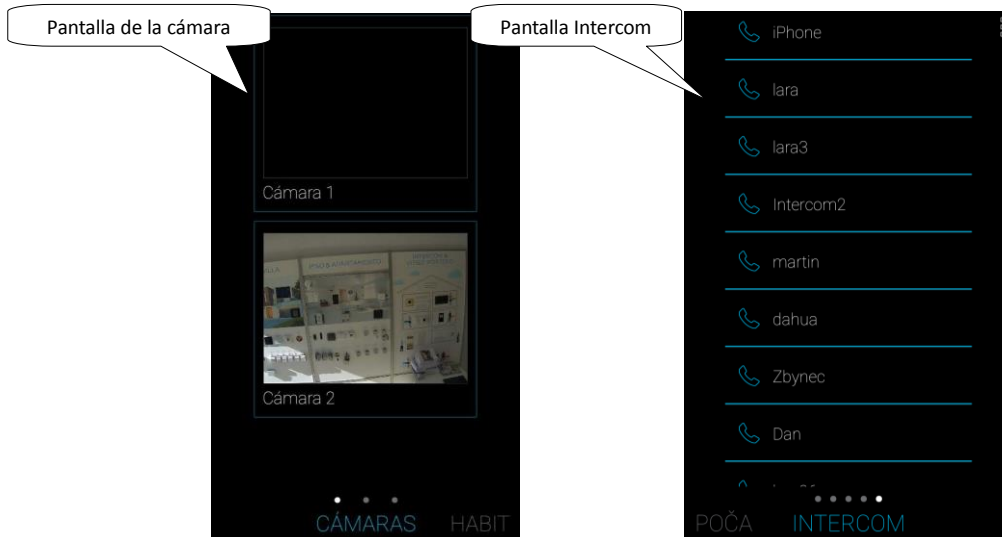 Pantalla de la cámara
Cámara 1
Cámara 2
CÁMARAS HABIT
Pantalla Intercom
iPhone
lara
lara3
Intercom2
martin
dahua
Zbynec
Dan
POČA INTERCOM